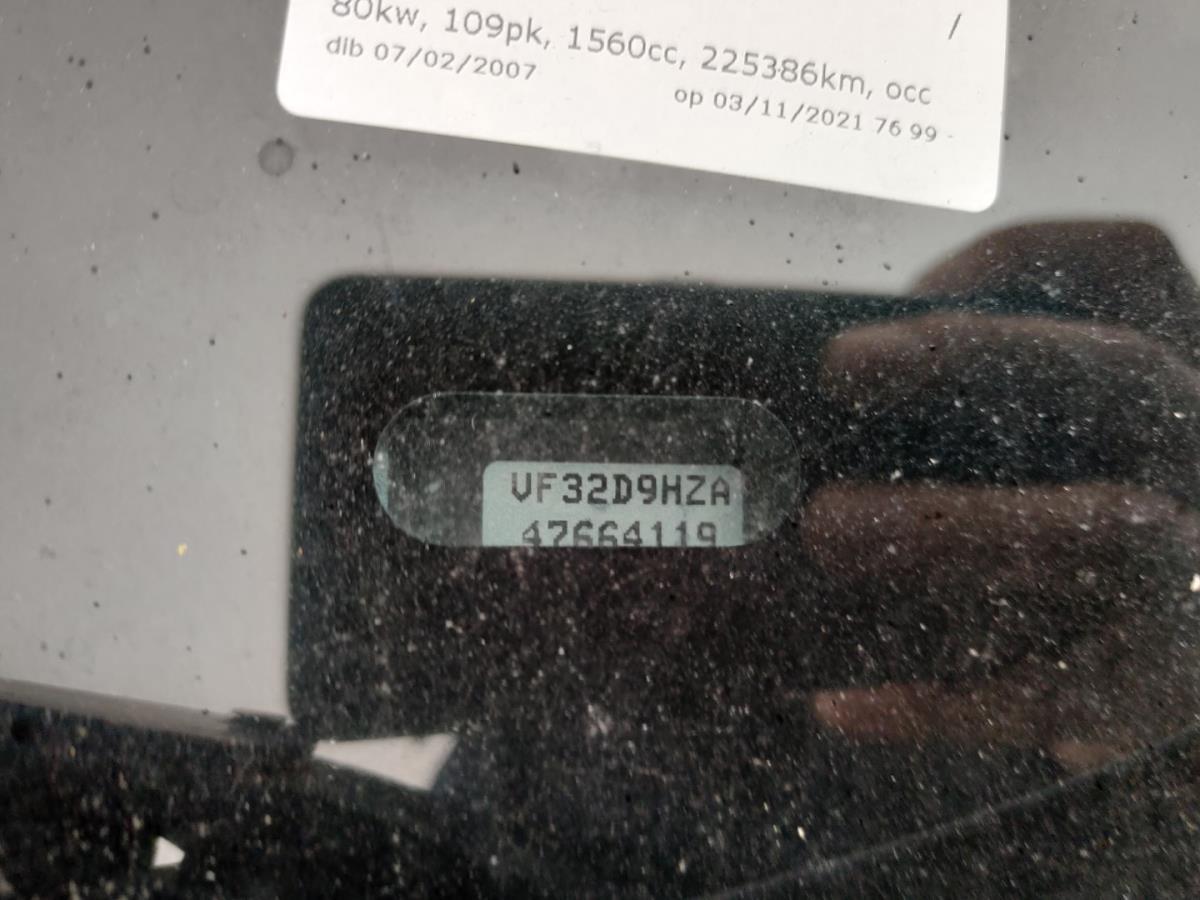 /
80kw, 109pk, 1560cc, 225386km, occ
dib 07/02/2007
op 03/11/2021 76 99 -
VF32D9HZA
47664119